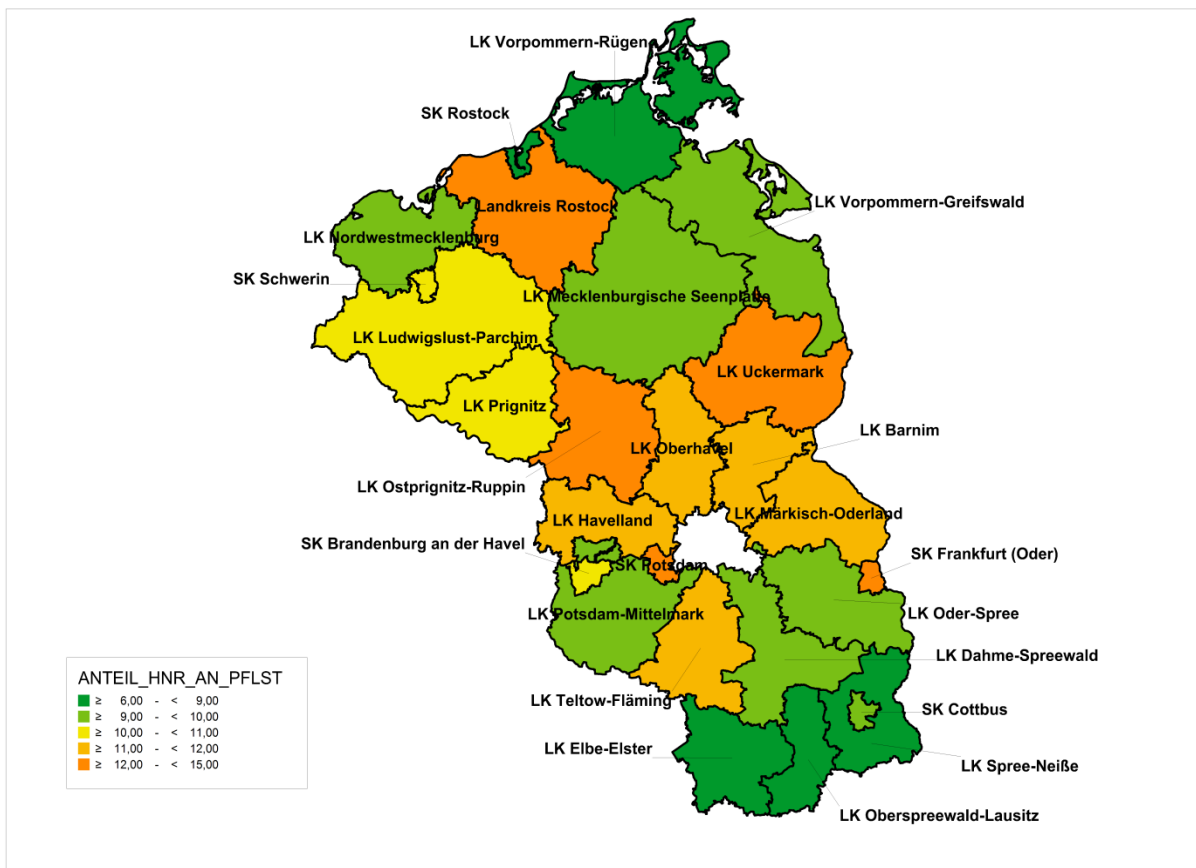 LK Vorpommern-Rügen
SK Rostock
LK Vorpommern-Greifswald
Landkreis Rostock
LK Nordwestmecklenburg
SK Schwerin
LK Mecklenburgische Seenplatte
LK Ludwigslust-Parchim
LK Uckermark
LK Prignitz
LK Barnim
LK Oberhavel
LK Ostprignitz-Ruppin
LK Märkisch-Oderland
LK Havelland
SK Brandenburg an der Havel
SK Frankfurt (Oder)
SK Potsdam
LK Potsdam-Mittelmark
LK Oder-Spree
LK Dahme-Spreewald
LK Teltow-Fläming
SK Cottbus
LK Elbe-Elster
LK Spree-Neiße
LK Oberspreewald-Lausitz
ANTEIL_HNR_AN_PFLST
≥ 6,00 - < 9,00
≥ 9,00 - < 10,00
≥ 10,00 - < 11,00
≥ 11,00 - < 12,00
≥ 12,00 - < 15,00